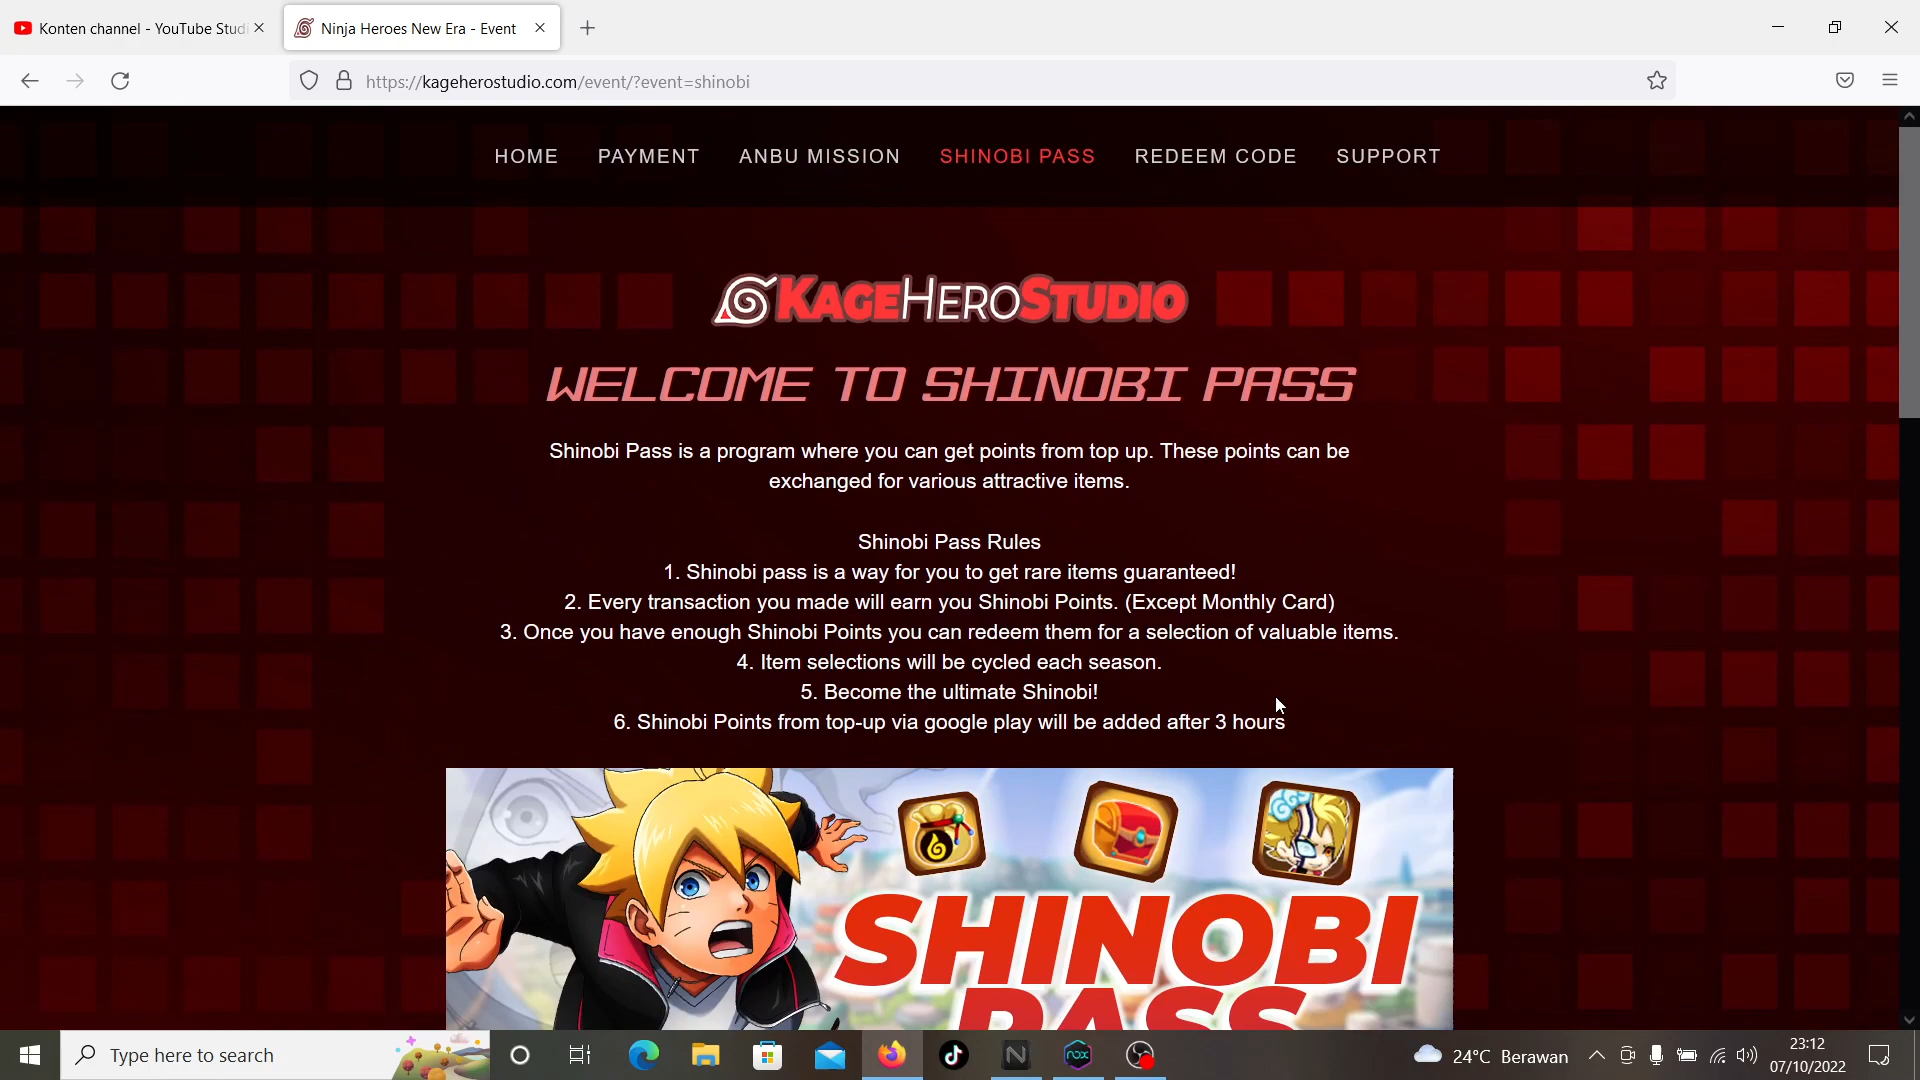 Konten channel - YouTube Studi
Ninja Heroes New Era - Event
https://kageherostudio.com/event/?event=shinobi
HOME PAYMENT ANBU MISSION SHINOBI PASS REDEEM CODE SUPPORT
KAGEHEROSTUDIO
WELCOME TO SHINOBI PASS
Shinobi Pass is a program where you can get points from top up. These points can be
exchanged for various attractive items.
Shinobi Pass Rules
1. Shinobi pass is a way for you to get rare items guaranteed!
2. Every transaction you made will earn you Shinobi Points. (Except Monthly Card)
3. Once you have enough Shinobi Points you can redeem them for a selection of valuable items.
4. Item selections will be cycled each season.
5. Become the ultimate Shinobi!
6. Shinobi Points from top-up via google play will be added after 3 hours
SHINOBI
PASS
Type here to search
nox
24°C Berawan
23:12
07/10/2022